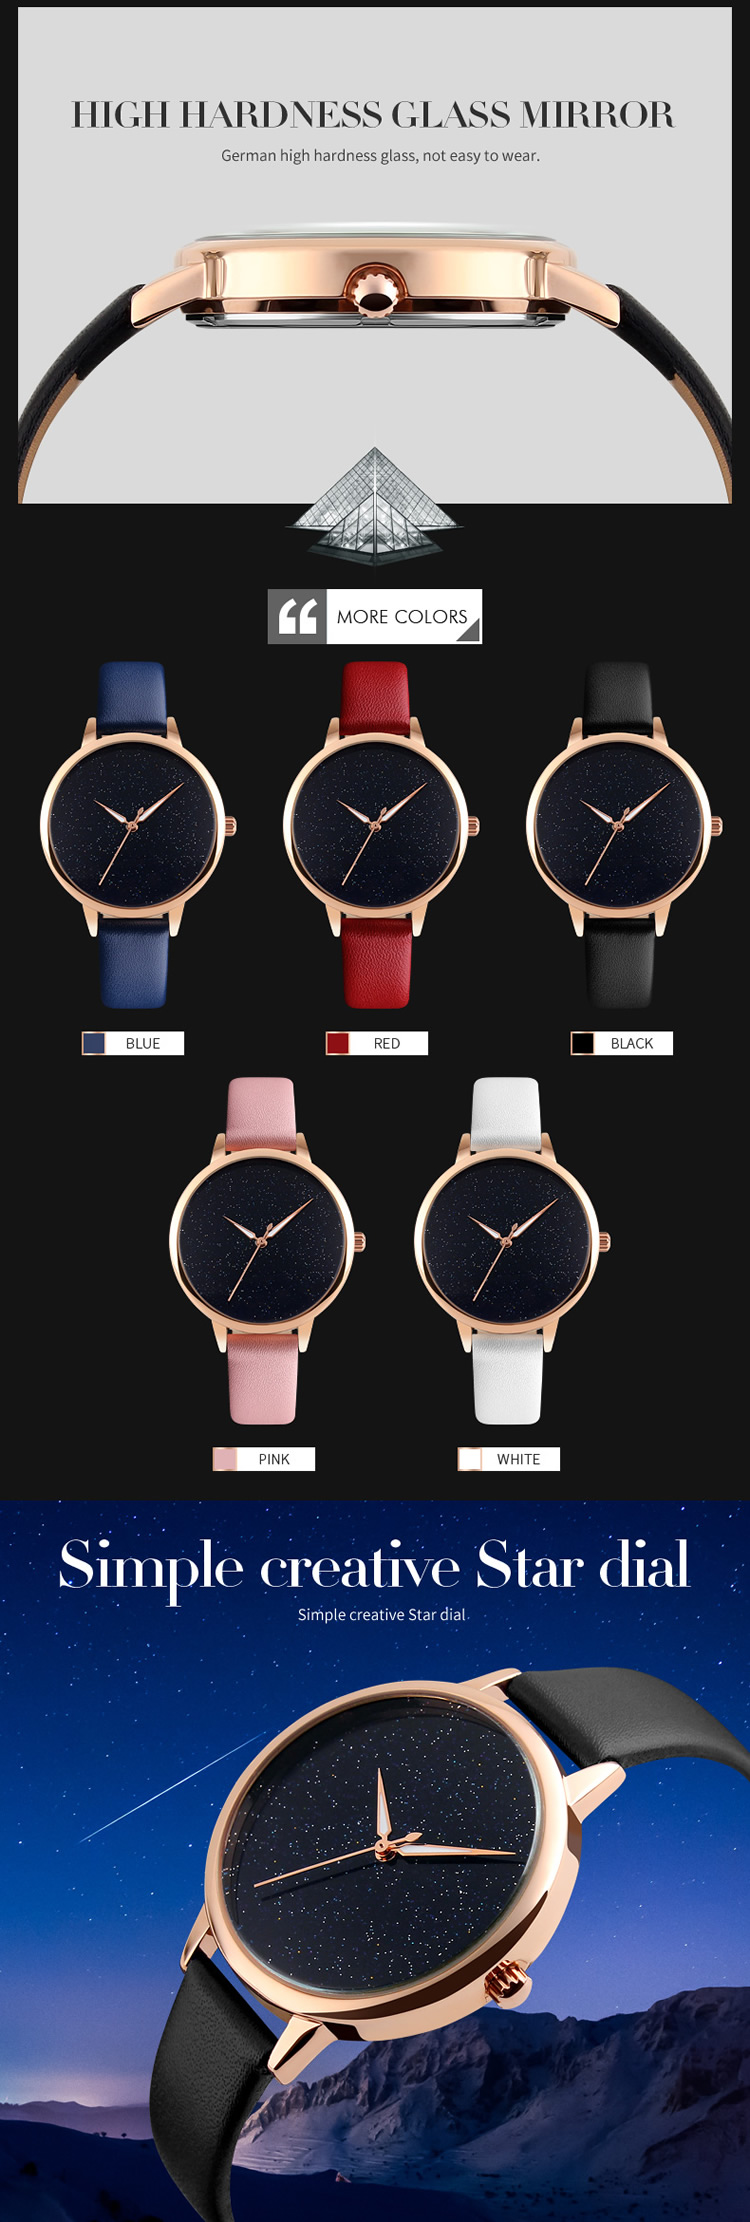 HIGH HARDNESS GLASS MIRROR
German high hardness glass, not easy to wear.
MORE COLORS
BLUE
RED
BLACK
PINK
WHITE
Simple creative Star dial
Simple creative Star dial